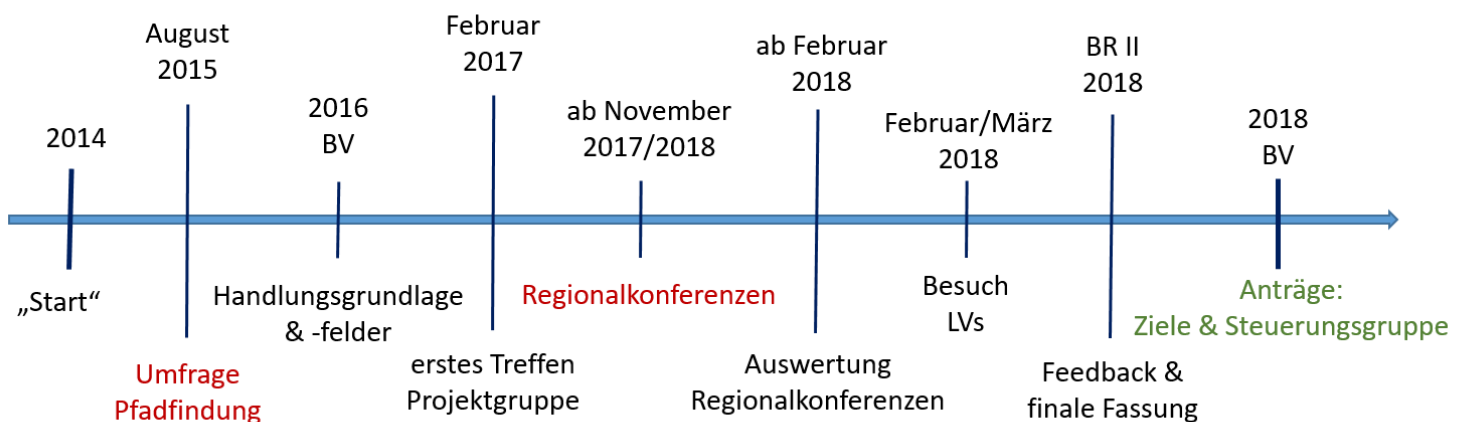 2014
„Start“
August
2015
Umfrage
Pfadfindung
2016
BV
Handlungsgrundlage
& -felder
Februar
2017
erstes Treffen
Projektgruppe
ab November
2017/2018
Regionalkonferenzen
ab Februar
2018
Auswertung
Regionalkonferenzen
Februar/März
2018
Besuch
LVs
BR II
2018
Feedback &
finale Fassung
2018
BV
Anträge:
Ziele & Steuerungsgruppe